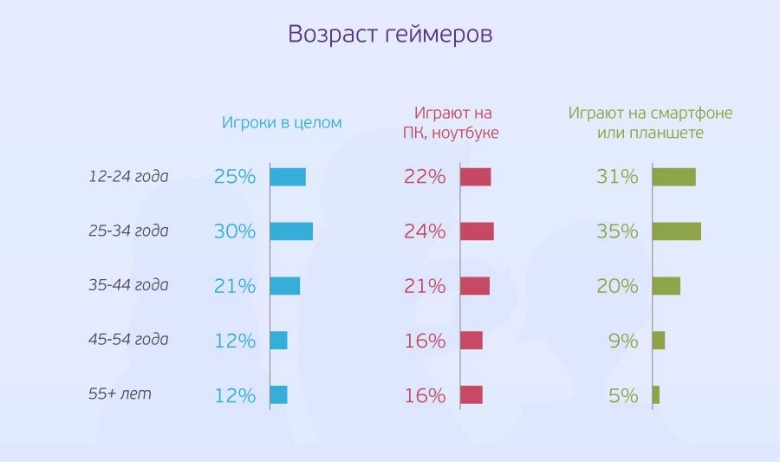 Возраст геймеров
Игроки в целом
Играют на
ПК, ноутбуке
Играют на смартфоне
или планшете
12-24 года 25% 22% 31%
25-34 года 30% 24% 35%
35-44 года 21% 21% 20%
45-54 года 12% 16% 9%
55+ лет 12% 16% 5%